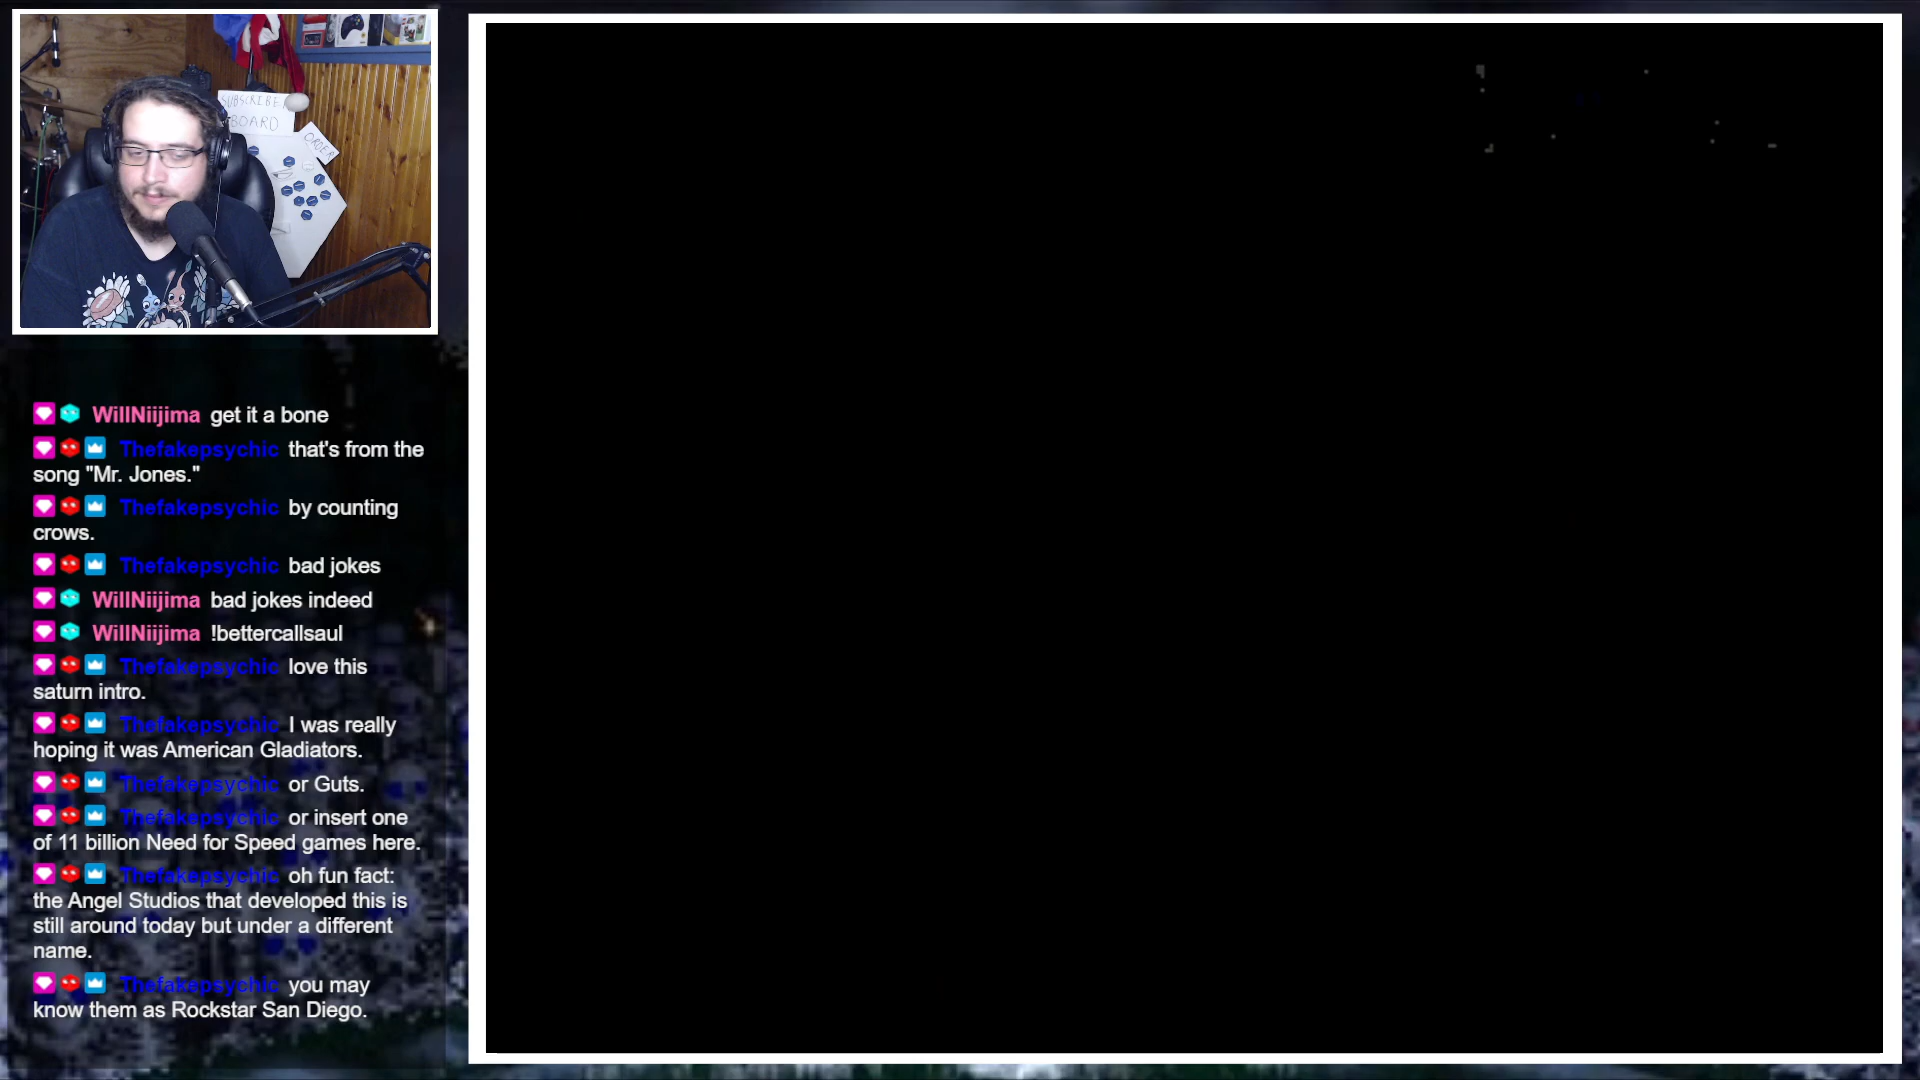 SUBSCRIBE
BOARD
ORDER
WillNiijima get it a bone
Thefakepsychic that's from the
song "Mr. Jones."
Thefakepsychic by counting
crows.
Thefakepsychic bad jokes
WillNiijima bad jokes indeed
WillNiijima !bettercallsaul
Thefakepsychic love this
saturn intro.
Thefakepsychic I was really
hoping it was American Gladiators.
Thefakepsychic or Guts.
Thefakepsychic or insert one
of 11 billion Need for Speed games here.
Thefakepsychic oh fun fact:
the Angel Studios that developed this is
still around today but under a different
name.
Thefakepsychic you may
know them as Rockstar San Diego.